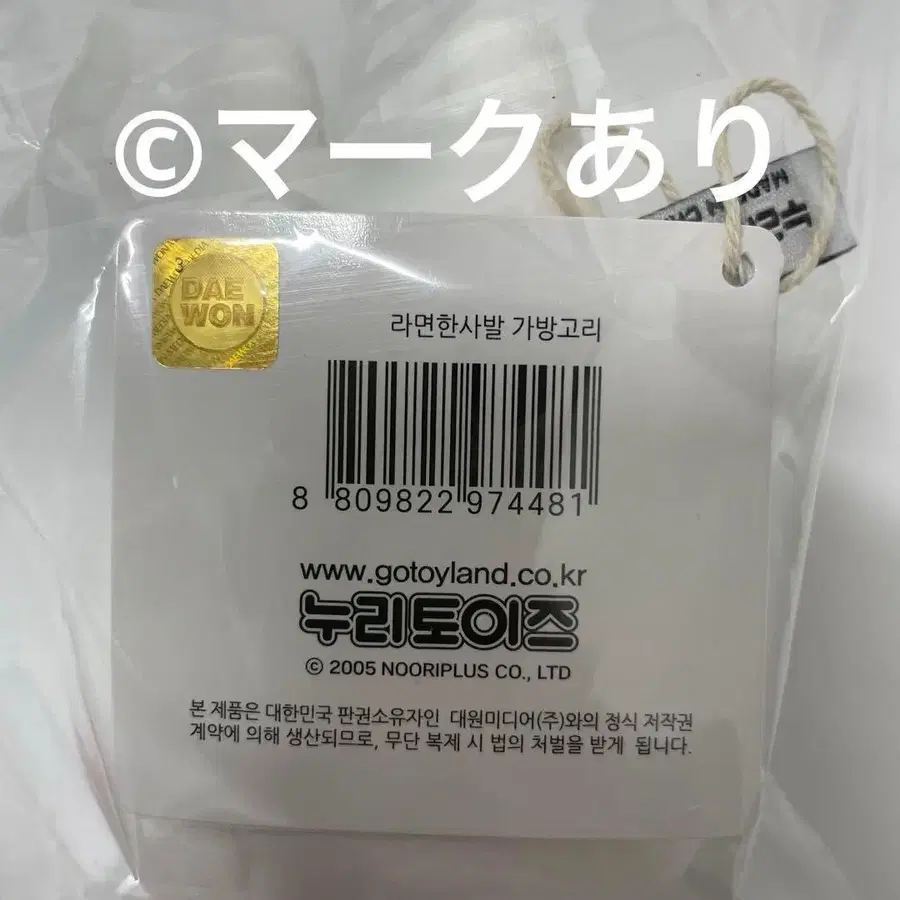 ©マークあり
DAE
WON
라면한사발 가방고리
8 809822 974481
www.gotoyland.co.kr
누리토이즈
© 2005 NOORIPLUS CO., LTD
본 제품은 대한민국 판권소유자인 대원미디어(주)와의 정식 저작권
계약에 의해 생산되므로, 무단 복제 시 법의 처벌을 받게 됩니다.